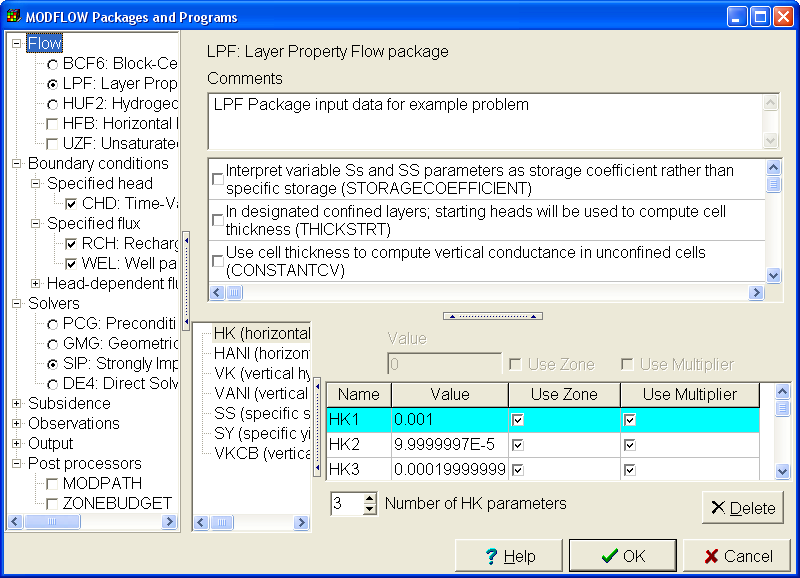 MODFLOW Packages and Programs
Flow
BCF6: Block-Ce
LPF: Layer Prop
HUF2: Hydrogeo
HFB: Horizontal
UZF: Unsaturate
Boundary conditions
Specified head
CHD: Time-Va
Specified flux
RCH: Recharg
WEL: Well pa
Head-dependent flu
Solvers
PCG: Preconditi
GMG: Geometric
SIP: Strongly Imp
DE4: Direct Solv
Subsidence
Observations
Output
Post processors
MODPATH
ZONEBUDGET
LPF: Layer Property Flow package
Comments
LPF Package input data for example problem
Interpret variable Ss and SS parameters as storage coefficient rather than
specific storage (STORAGECOEFFICIENT)
In designated confined layers; starting heads will be used to compute cell
thickness (THICKSTRT)
Use cell thickness to compute vertical conductance in unconfined cells
(CONSTANTCV)
HK (horizontal
HANI (horizon
VK (vertical hy
VANI (vertical
SS (specific s
SY (specific yi
VKCB (vertica
Value
0 Use Zone Use Multiplier
Name Value Use Zone Use Multiplier
HK1 0.001
HK2 9.9999997E-5
HK3 0.00019999999
3 Number of HK parameters
Delete
Help OK Cancel